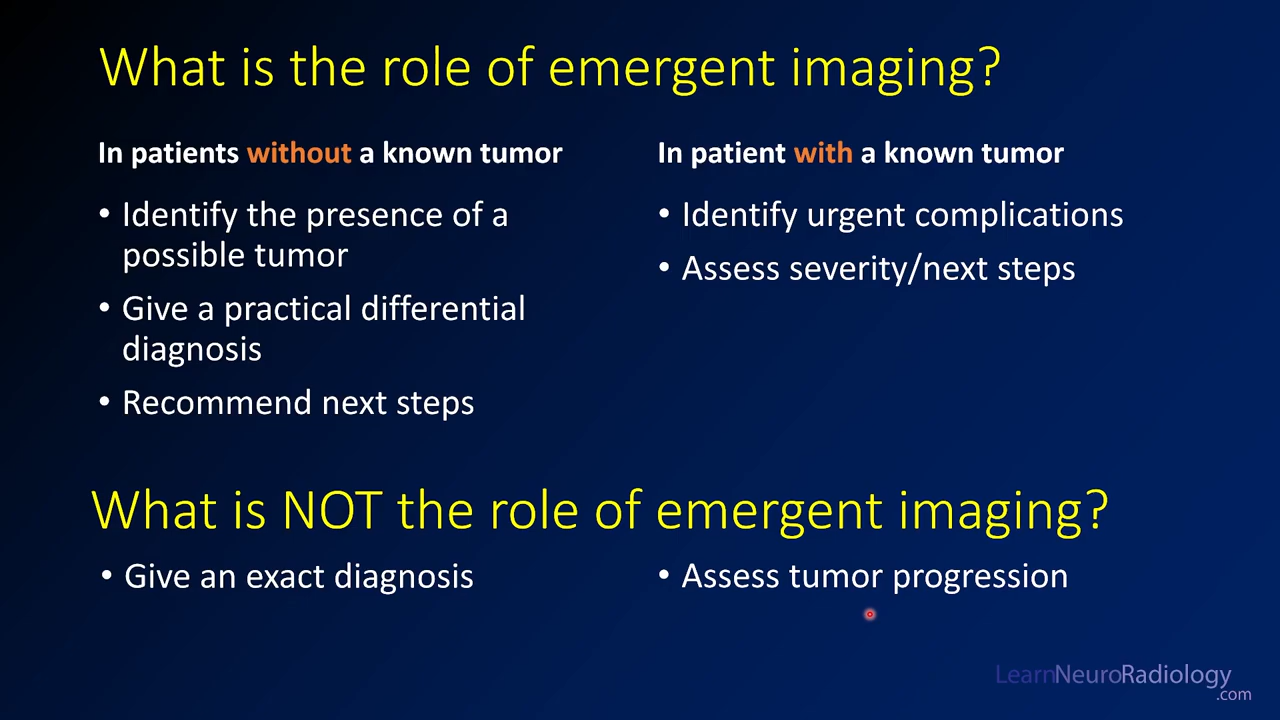 What is the role of emergent imaging?
In patients without a known tumor
• Identify the presence of a
possible tumor
• Give a practical differential
diagnosis
• Recommend next steps
In patient with a known tumor
• Identify urgent complications
• Assess severity/next steps
What is NOT the role of emergent imaging?
• Give an exact diagnosis
• Assess tumor progression
LearnNeuroRadiology
.com